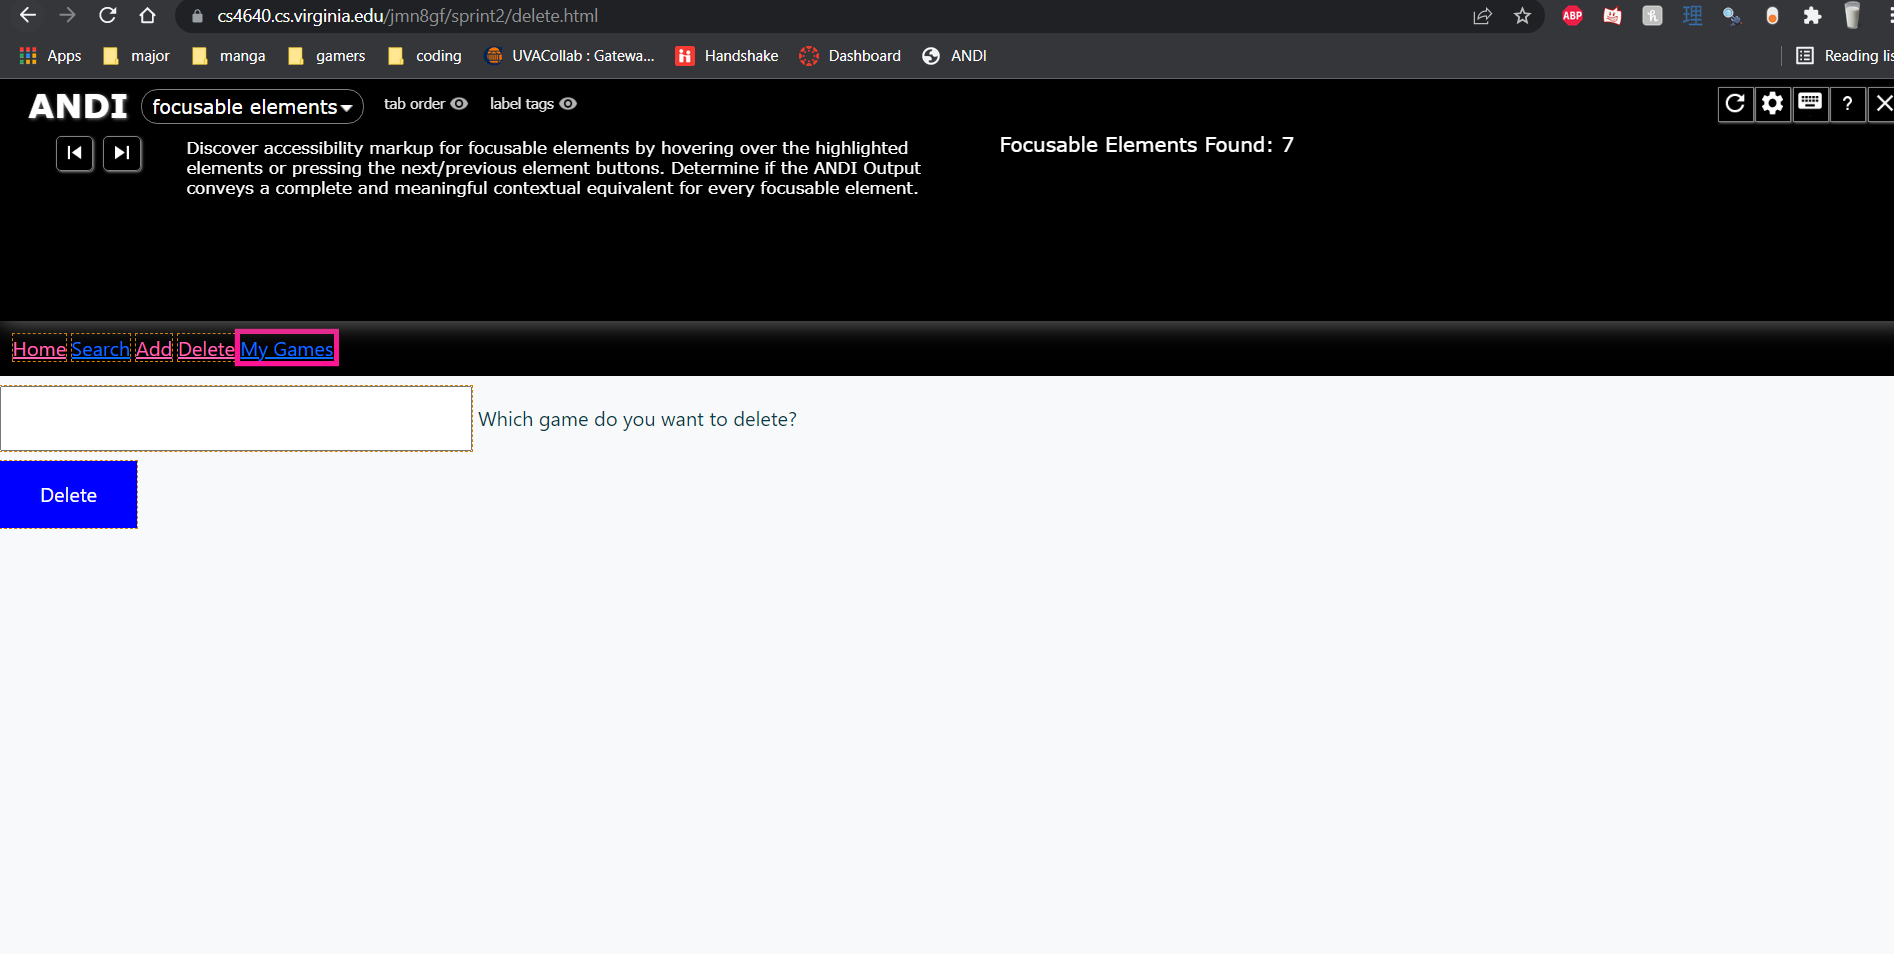 cs4640.cs.virginia.edu/jmn8gf/sprint2/delete.html
ABP
理
Apps major manga gamers coding UVACollab : Gatewa... Handshake Dashboard ANDI Reading lis
ANDI focusable elements tab order label tags ?
Discover accessibility markup for focusable elements by hovering over the highlighted
elements or pressing the next/previous element buttons. Determine if the ANDI Output
conveys a complete and meaningful contextual equivalent for every focusable element.
Focusable Elements Found: 7
Home Search Add Delete My Games
Which game do you want to delete?
Delete